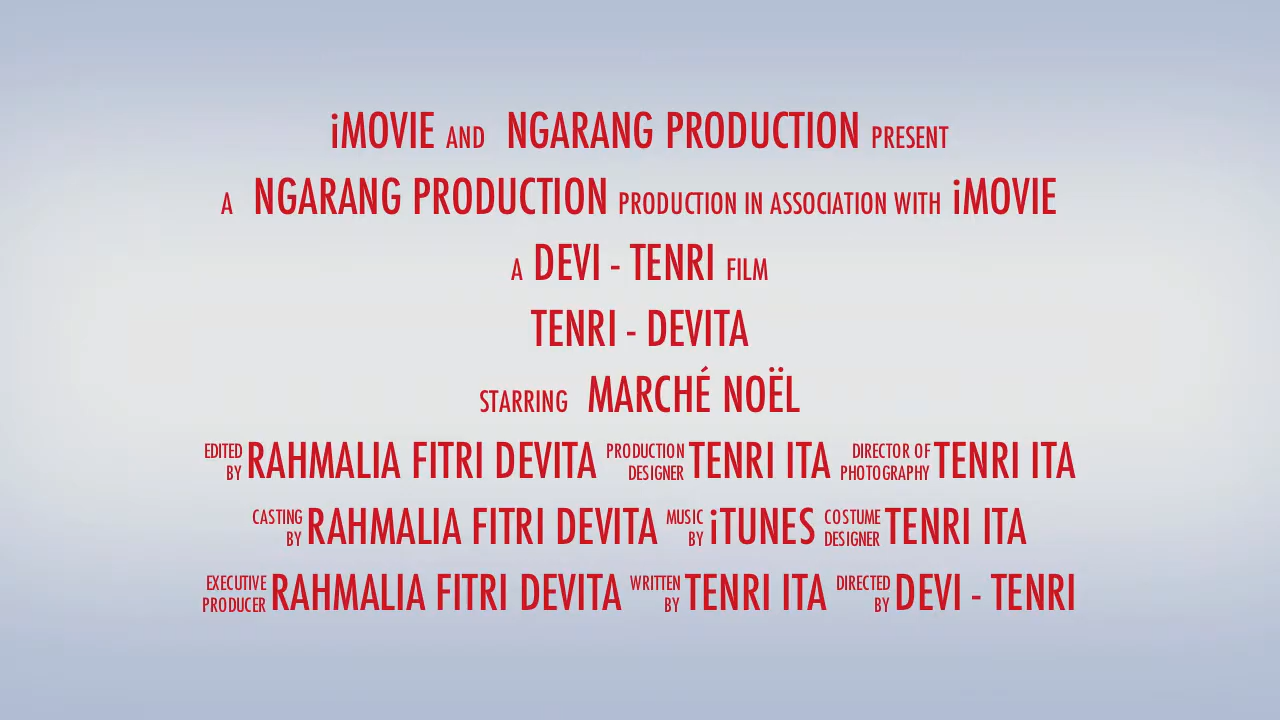 iMOVIE AND NGARANG PRODUCTION PRESENT
A NGARANG PRODUCTION PRODUCTION IN ASSOCIATION WITH iMOVIE
A DEVI - TENRI FILM
TENRI - DEVITA
STARRING MARCHÉ NOËL
EDITED BY RAHMALIA FITRI DEVITA PRODUCTION DESIGNER TENRI ITA DIRECTOR OF PHOTOGRAPHY TENRI ITA
CASTING BY RAHMALIA FITRI DEVITA MUSIC BY iTUNES COSTUME DESIGNER TENRI ITA
EXECUTIVE PRODUCER RAHMALIA FITRI DEVITA WRITTEN BY TENRI ITA DIRECTED BY DEVI - TENRI